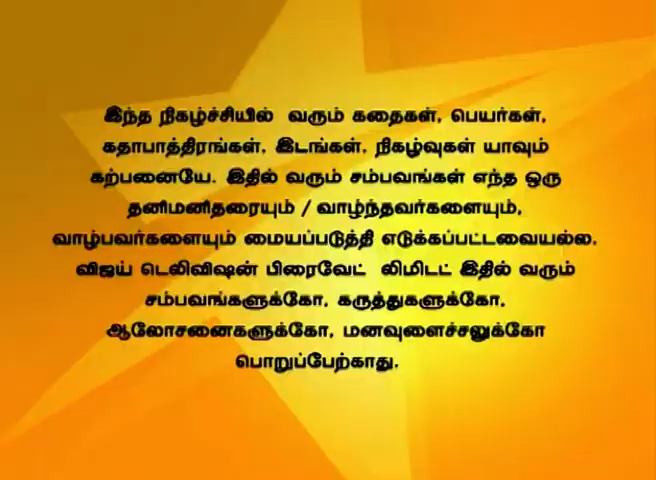 இந்த நிகழ்ச்சியில் வரும் கதைகள், பெயர்கள்,
கதாபாத்திரங்கள், இடங்கள், நிகழ்வுகள் யாவும்
கற்பனையே. இதில் வரும் சம்பவங்கள் எந்த ஒரு
தனிமனிதரையும் / வாழ்ந்தவர்களையும்,
வாழ்பவர்களையும் மையப்படுத்தி எடுக்கப்பட்டவையல்ல.
விஜய் டெலிவிஷன் பிரைவேட் லிமிடட் இதில் வரும்
சம்பவங்களுக்கோ, கருத்துகளுக்கோ,
ஆலோசனைகளுக்கோ, மனவுளைச்சலுக்கோ
பொறுப்பேற்காது.